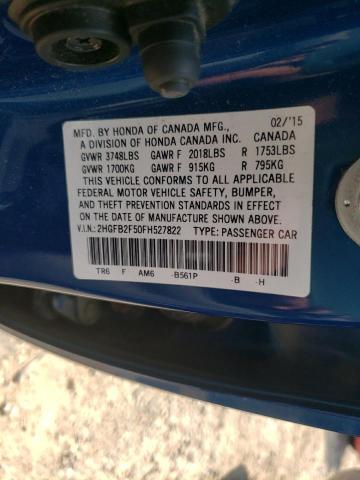 MFD. BY HONDA OF CANADA MFG., 02/'15
A DIVISION OF HONDA CANADA INC. CANADA
GVWR 3748LBS GAWR F 2018LBS R 1753LBS
GVWR 1700KG GAWR F 915KG R 795KG
THIS VEHICLE CONFORMS TO ALL APPLICABLE
FEDERAL MOTOR VEHICLE SAFETY, BUMPER,
AND THEFT PREVENTION STANDARDS IN EFFECT
ON THE DATE OF MANUFACTURE SHOWN ABOVE.
V.I.N.: 2HGFB2F50FH527822 TYPE: PASSENGER CAR
TR6 F AM6 -B561P -B -H